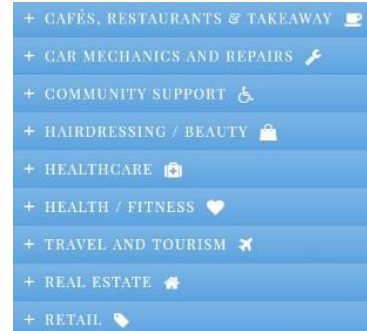 + CAFÉS, RESTAURANTS & TAKEAWAY
+ CAR MECHANICS AND REPAIRS
+ COMMUNITY SUPPORT
+ HAIRDRESSING / BEAUTY
+ HEALTHCARE
+ HEALTH / FITNESS
+ TRAVEL AND TOURISM
+ REAL ESTATE
+ RETAIL